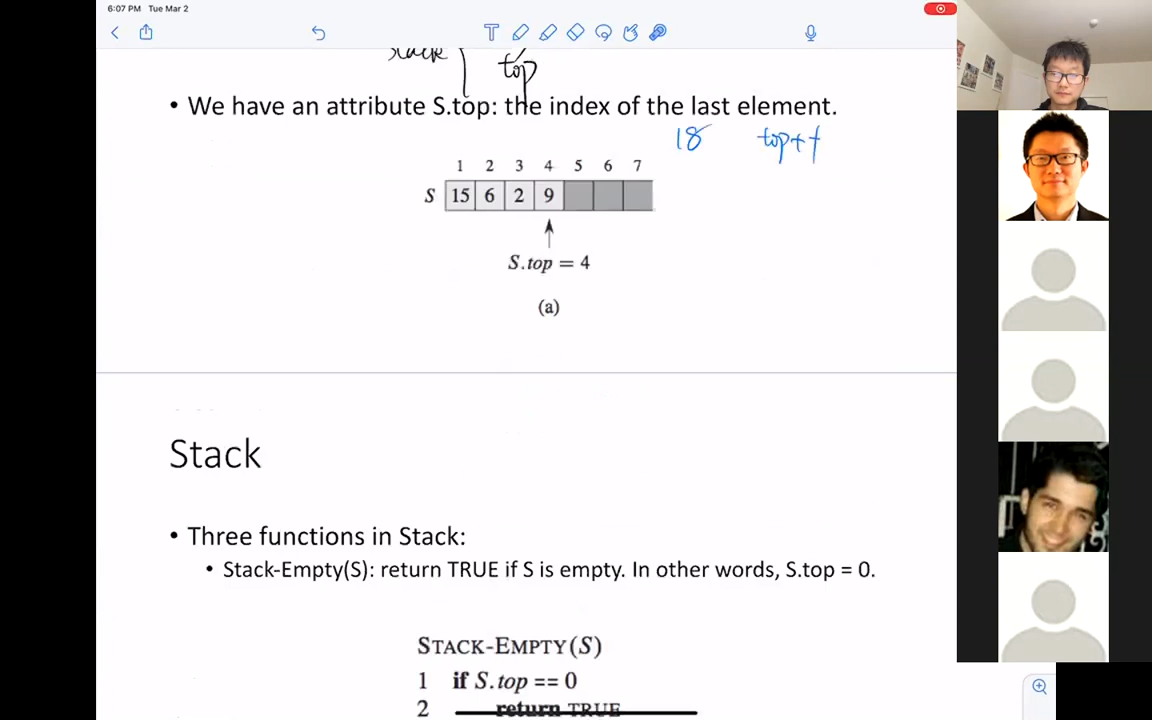 6:07 PM Tue Mar 2
stack top
• We have an attribute S.top: the index of the last element.
18 top++
1 2 3 4 5 6 7
S 15 6 2 9
S.top = 4
(a)
Stack
• Three functions in Stack:
• Stack-Empty(S): return TRUE if S is empty. In other words, S.top = 0.
STACK-EMPTY(S)
1 if S.top == 0
2 return TRUE